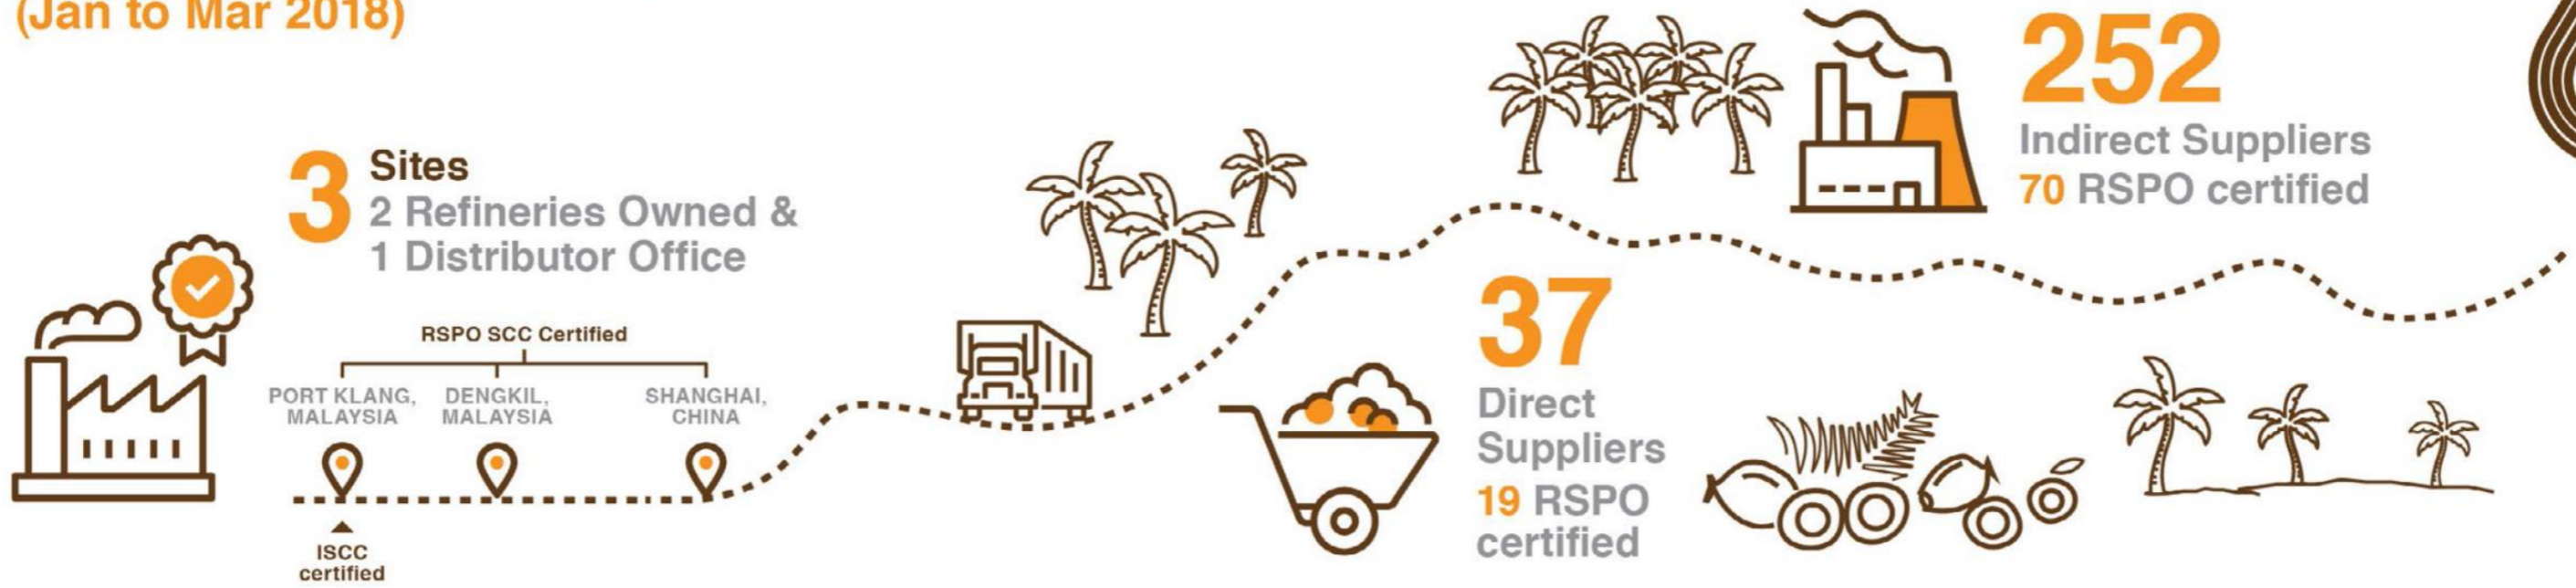 (Jan to Mar 2018)
3 Sites
2 Refineries Owned &
1 Distributor Office
RSPO SCC Certified
PORT KLANG,
MALAYSIA
DENGKIL,
MALAYSIA
SHANGHAI,
CHINA
ISCC
certified
37
Direct
Suppliers
19 RSPO
certified
252
Indirect Suppliers
70 RSPO certified